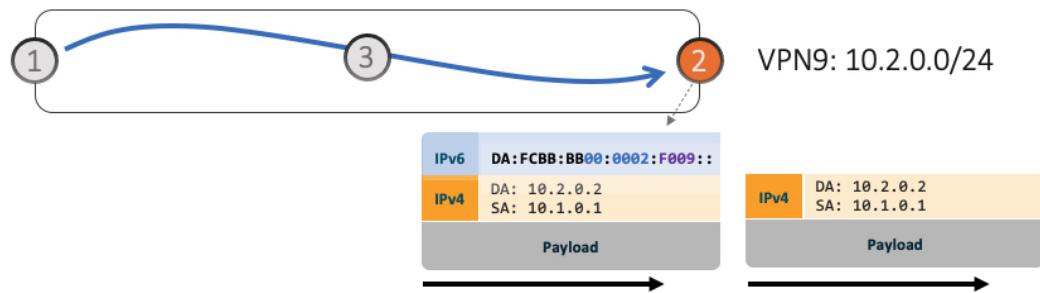 1
3
2
VPN9: 10.2.0.0/24
IPv6 DA:FCBB:BB00:0002:F009::
IPv4 DA: 10.2.0.2
SA: 10.1.0.1
Payload
IPv4 DA: 10.2.0.2
SA: 10.1.0.1
Payload